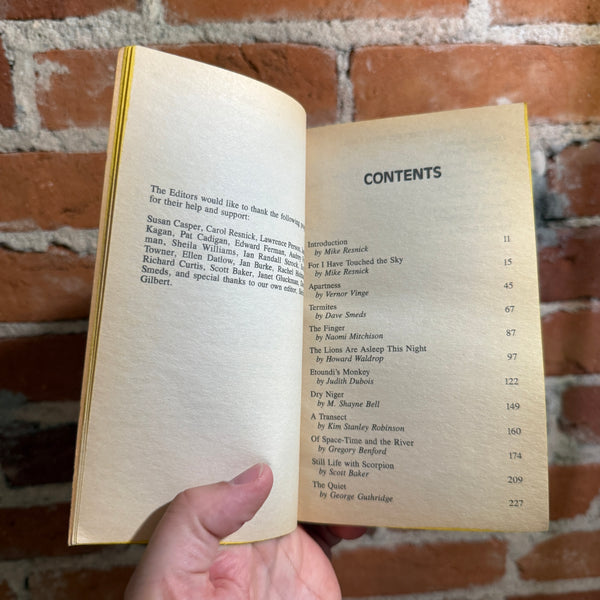 The Editors would like to thank the following
for their help and support:
Susan Casper, Carol Resnick, Lawrence Person,
Kagan, Pat Cadigan, Edward Ferman,
man, Sheila Williams, Ian Randall Strock,
Towner, Ellen Datlow, Jan Burke, Rachel
Richard Curtis, Scott Baker, Janet Gluckman,
Smeds, and special thanks to our own editor,
Gilbert.
CONTENTS
Introduction 11
by Mike Resnick
For I Have Touched the Sky 15
by Mike Resnick
Apartness 45
by Vernor Vinge
Termites 67
by Dave Smeds
The Finger 87
by Naomi Mitchison
The Lions Are Asleep This Night 97
by Howard Waldrop
Etoundi's Monkey 122
by Judith Dubois
Dry Niger 149
by M. Shayne Bell
A Transect 160
by Kim Stanley Robinson
Of Space-Time and the River 174
by Gregory Benford
Still Life with Scorpion 209
by Scott Baker
The Quiet 227
by George Guthridge